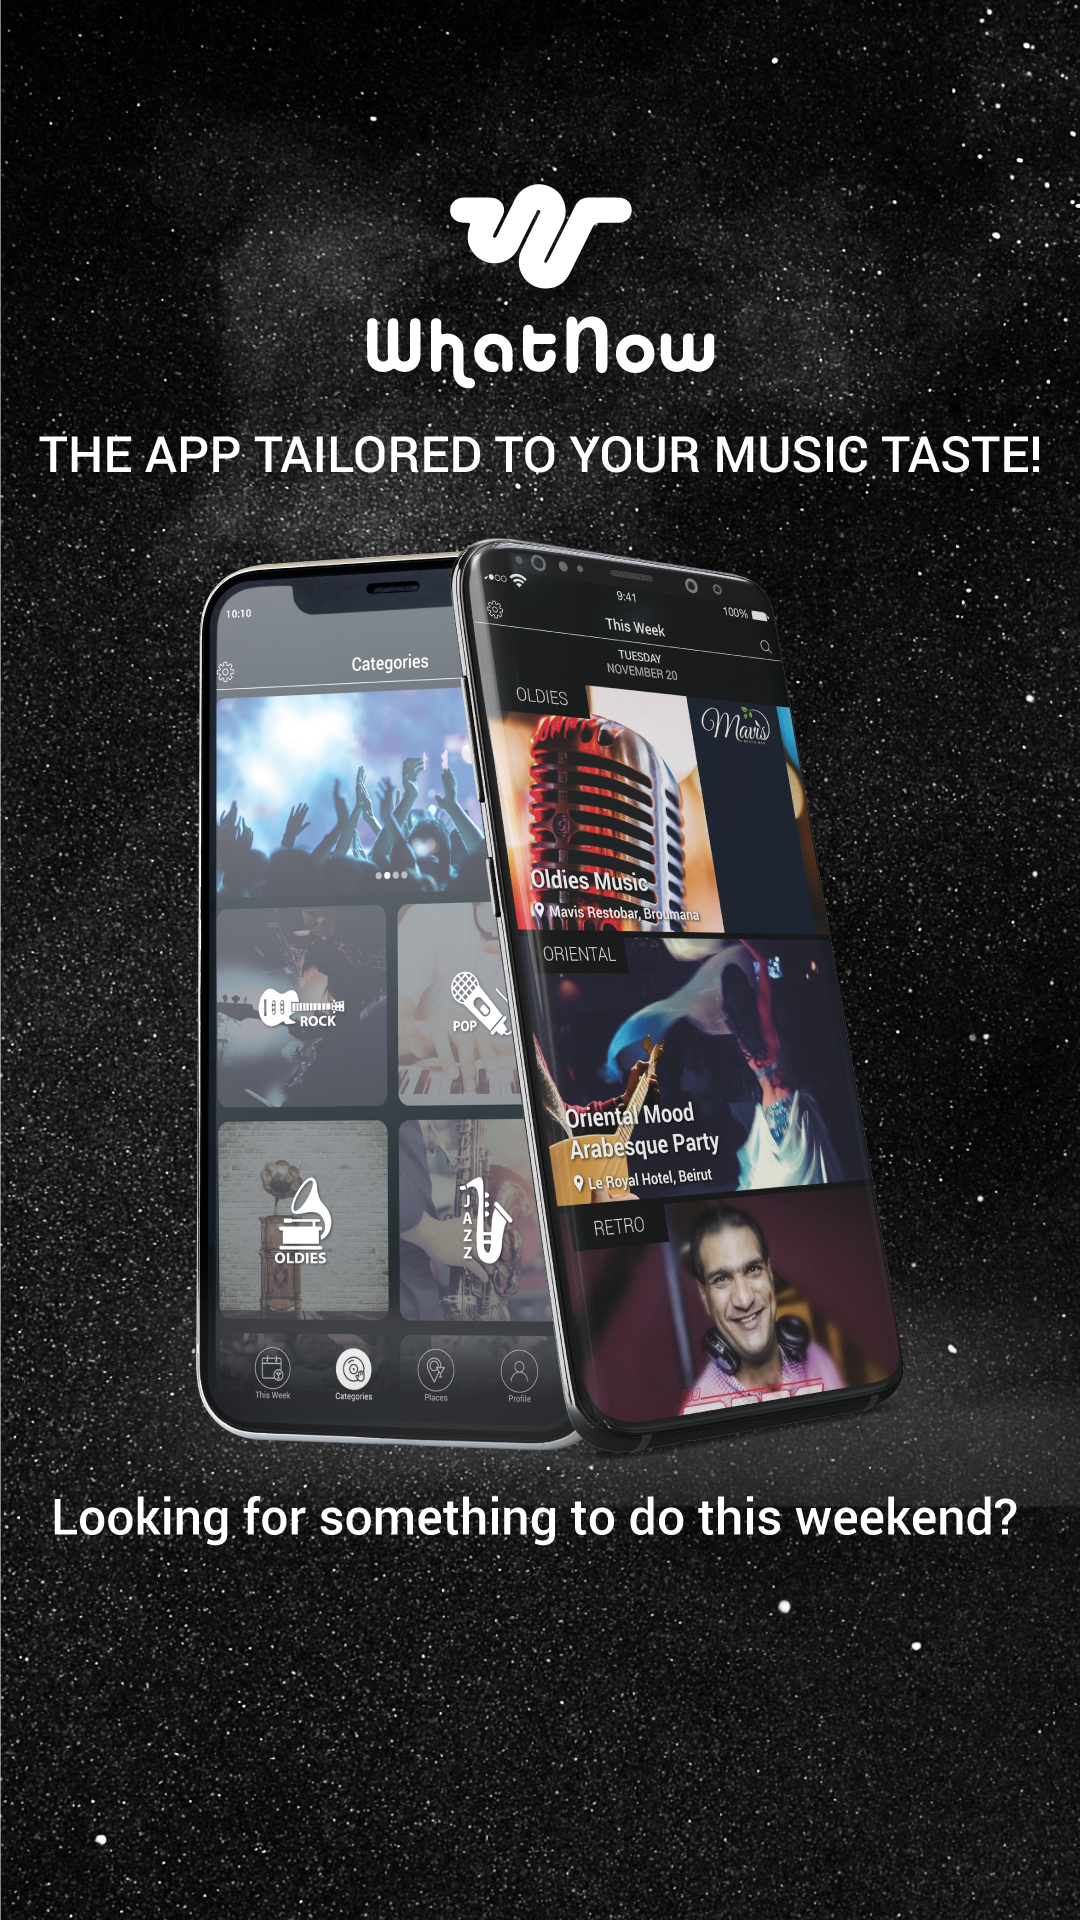 WhatNow
THE APP TAILORED TO YOUR MUSIC TASTE!
10:10
Categories
ROCK
POP
OLDIES
JAZZ
This Week
Categories
Places
Profile
9:41
100%
This Week
TUESDAY
NOVEMBER 20
OLDIES
Mavis
Oldies Music
Mavis Restobar, Broumana
ORIENTAL
Oriental Mood
Arabesque Party
Le Royal Hotel, Beirut
RETRO
Looking for something to do this weekend?